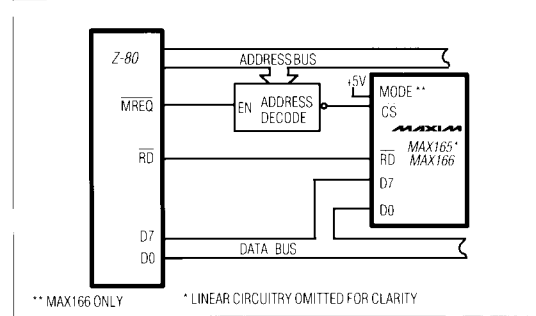 Z-80
ADDRESS BUS
+5V
MREQ
EN ADDRESS
DECODE
MODE **
CS
MAXIM
MAX165*
MAX166
RD
RD
D7
D0
D7
D0
DATA BUS
** MAX166 ONLY
* LINEAR CIRCUITRY OMITTED FOR CLARITY